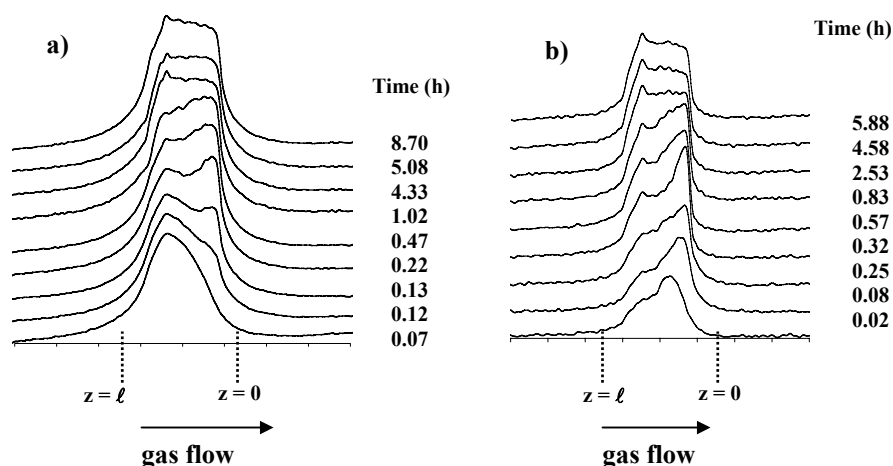 a)
Time (h)
8.70
5.08
4.33
1.02
0.47
0.22
0.13
0.12
0.07
z = ℓ
z = 0
gas flow
b)
Time (h)
5.88
4.58
2.53
0.83
0.57
0.32
0.25
0.08
0.02
z = ℓ
z = 0
gas flow